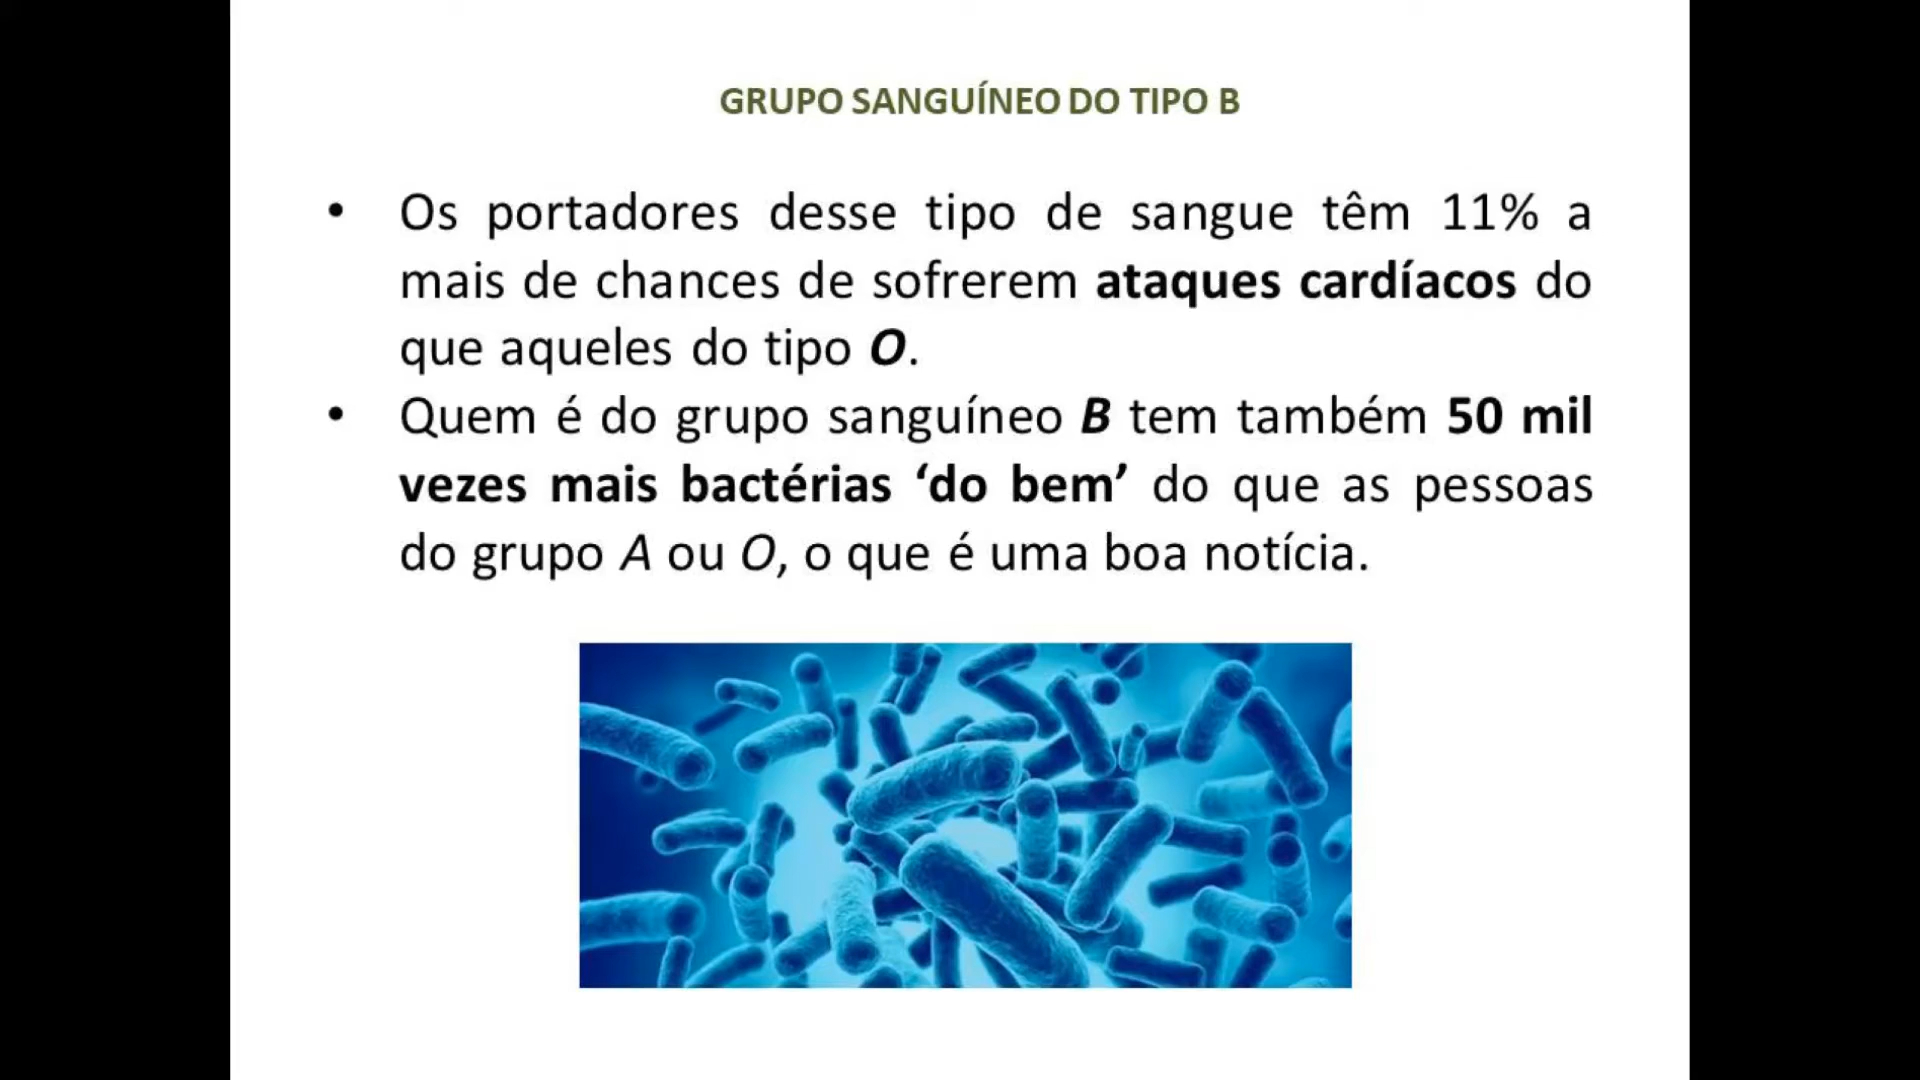 GRUPO SANGUÍNEO DO TIPO B
• Os portadores desse tipo de sangue têm 11% a
mais de chances de sofrerem ataques cardíacos do
que aqueles do tipo O.
• Quem é do grupo sanguíneo B tem também 50 mil
vezes mais bactérias ‘do bem’ do que as pessoas
do grupo A ou O, o que é uma boa notícia.